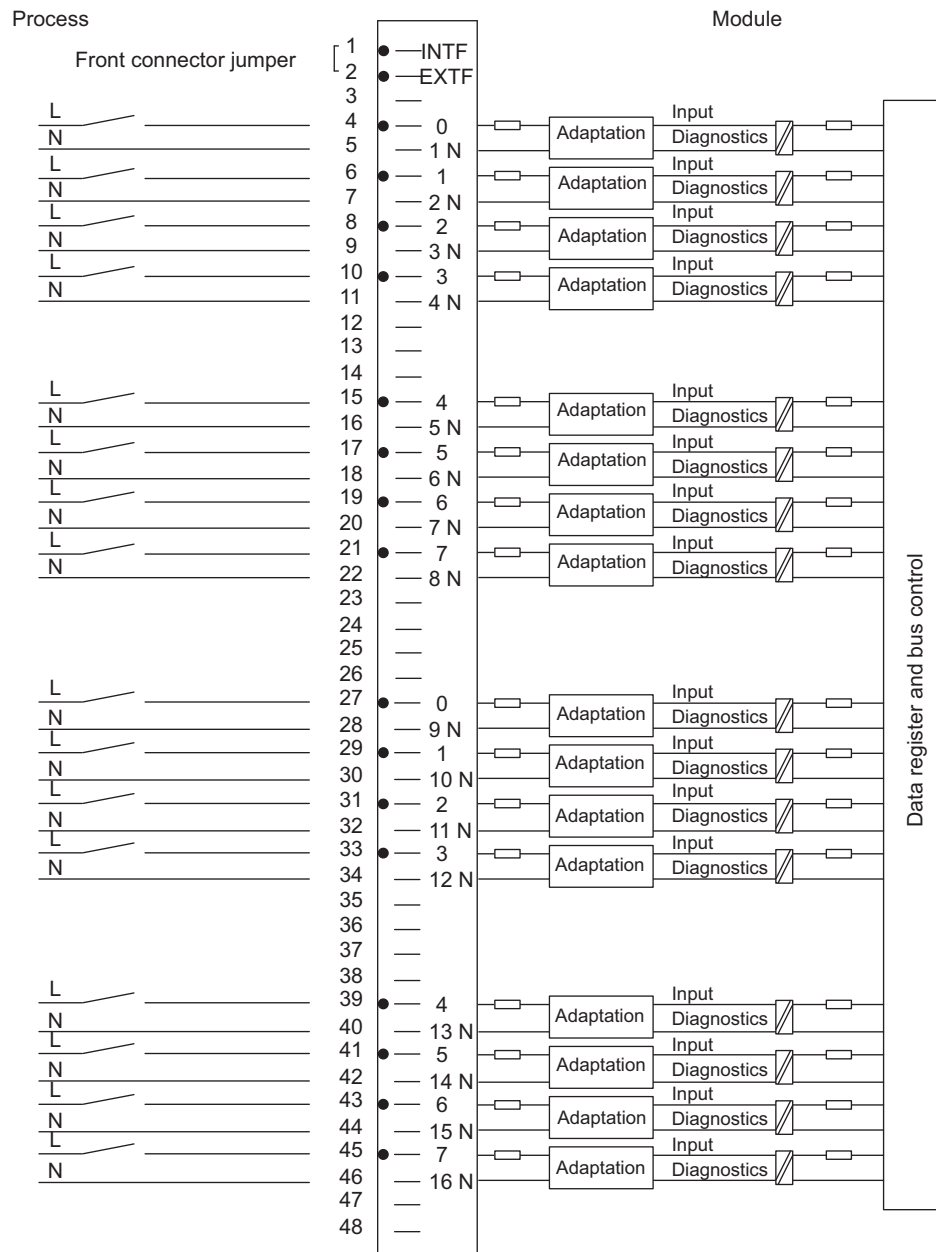 Process Module
Front connector jumper 1 INTF
2 EXTF
3
L 4 0 Adaptation Input
N 5 1 N Diagnostics
L 6 1 Adaptation Input
N 7 2 N Diagnostics
L 8 2 Adaptation Input
N 9 3 N Diagnostics
L 10 3 Adaptation Input
N 11 4 N Diagnostics
12
13
14
L 15 4 Adaptation Input
N 16 5 N Diagnostics
L 17 5 Adaptation Input
N 18 6 N Diagnostics
L 19 6 Adaptation Input
N 20 7 N Diagnostics
L 21 7 Adaptation Input
N 22 8 N Diagnostics
23
24
25
26
L 27 0 Adaptation Input
N 28 9 N Diagnostics
L 29 1 Adaptation Input
N 30 10 N Diagnostics
L 31 2 Adaptation Input
N 32 11 N Diagnostics
L 33 3 Adaptation Input
N 34 12 N Diagnostics
35
36
37
38
L 39 4 Adaptation Input
N 40 13 N Diagnostics
L 41 5 Adaptation Input
N 42 14 N Diagnostics
L 43 6 Adaptation Input
N 44 15 N Diagnostics
L 45 7 Adaptation Input
N 46 16 N Diagnostics
47
48
Data register and bus control